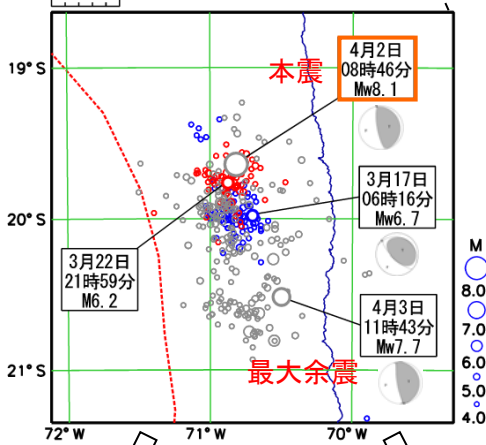 19°S
20°S
21°S
本震
4月2日
08時46分
Mw8.1
3月17日
06時16分
Mw6.7
3月22日
21時59分
M6.2
4月3日
11時43分
Mw7.7
最大余震
M
8.0
7.0
6.0
5.0
4.0
72°W
71°W
70°W